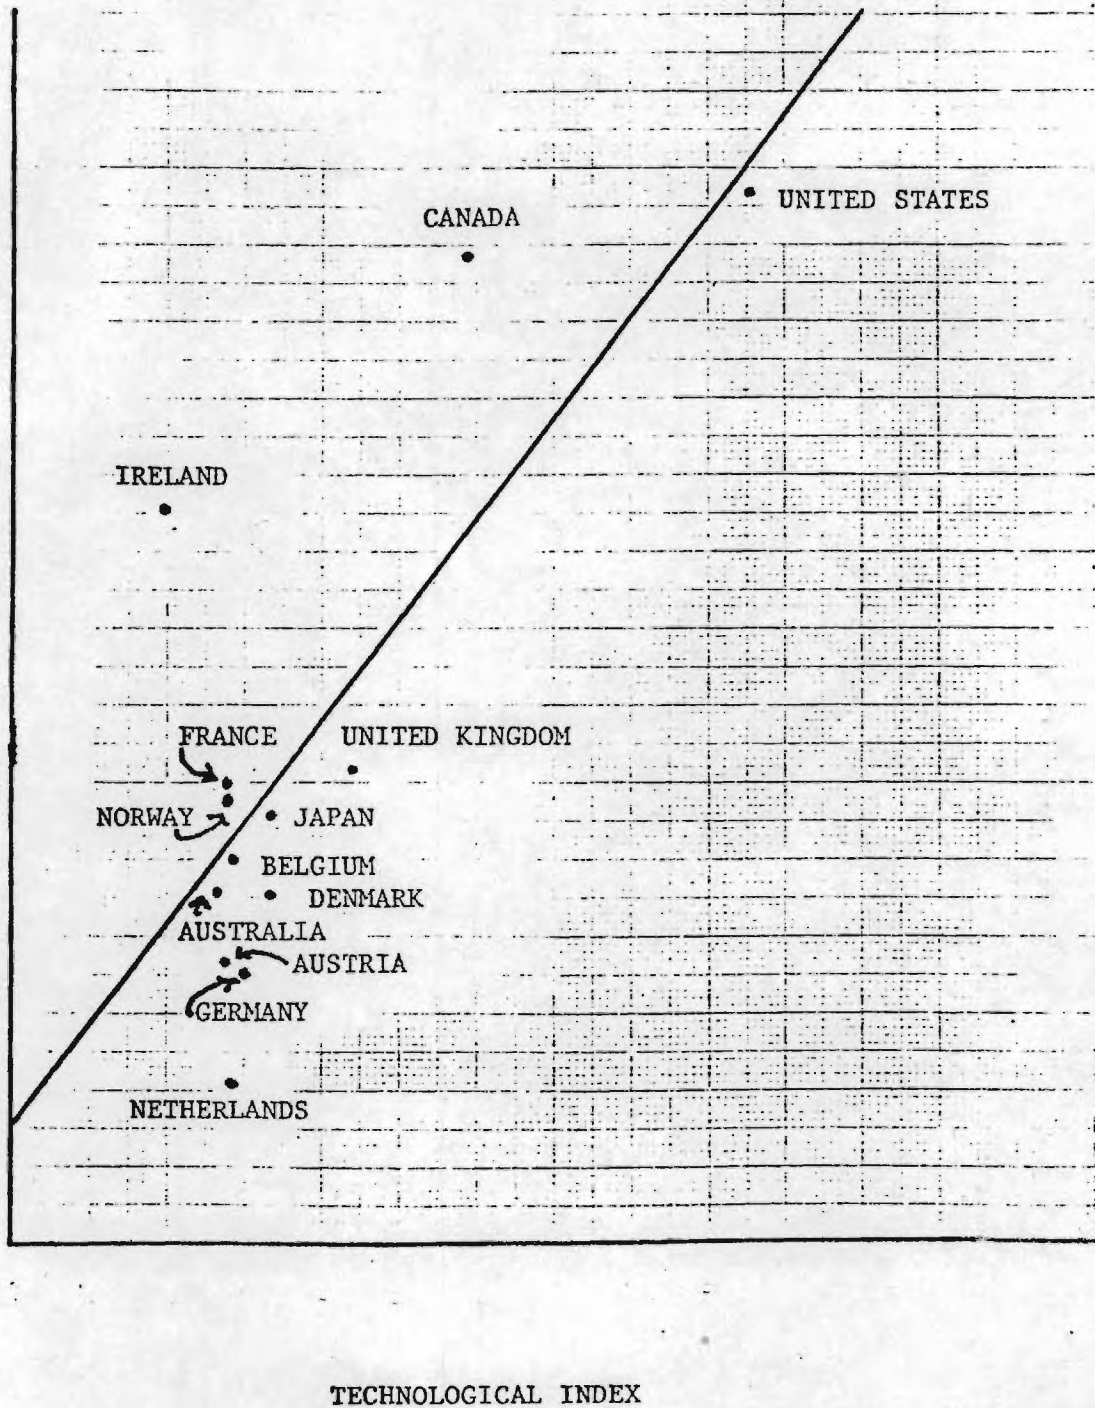 UNITED STATES
CANADA
IRELAND
FRANCE
UNITED KINGDOM
NORWAY
JAPAN
BELGIUM
DENMARK
AUSTRALIA
AUSTRIA
GERMANY
NETHERLANDS
TECHNOLOGICAL INDEX